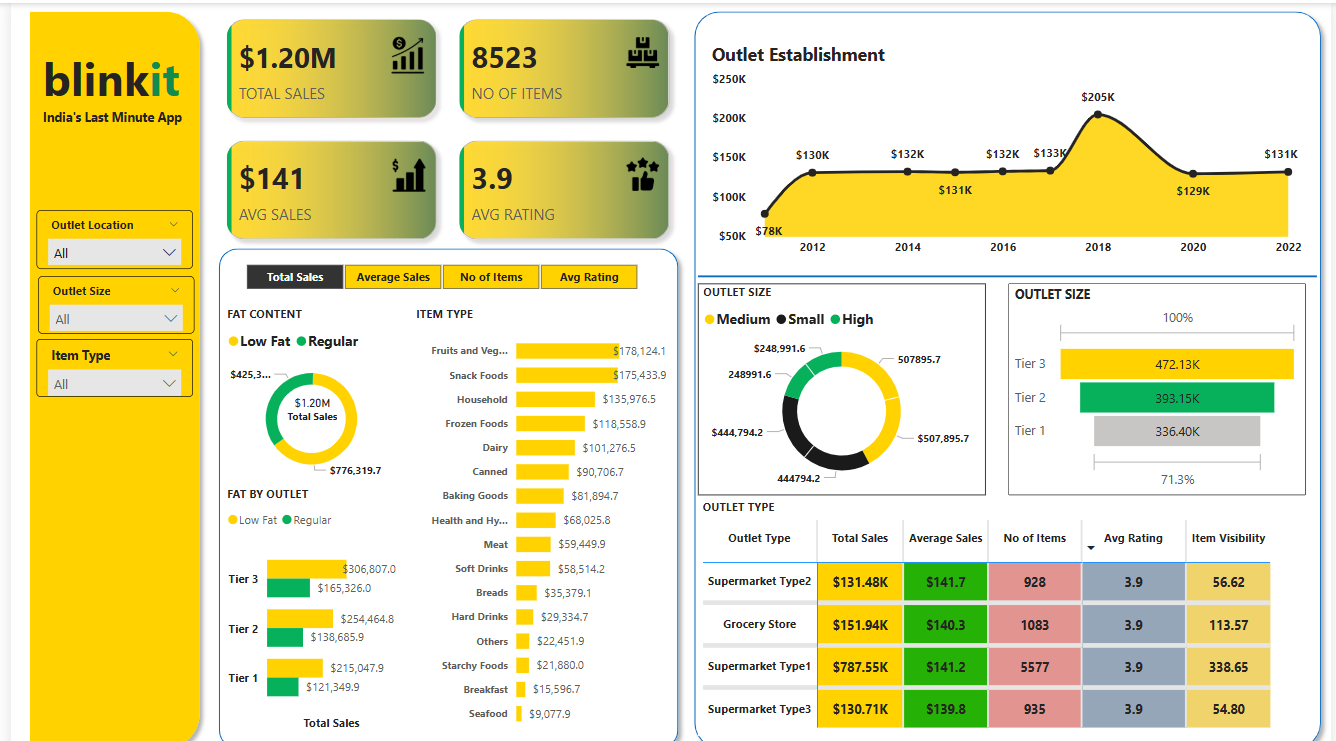 blinkit
India's Last Minute App
Outlet Location
All
Outlet Size
All
Item Type
All
$1.20M
TOTAL SALES
8523
NO OF ITEMS
$141
AVG SALES
3.9
AVG RATING
Total Sales Average Sales No of Items Avg Rating
FAT CONTENT
Low Fat Regular
$425,3...
$1.20M
Total Sales
$776,319.7
FAT BY OUTLET
Low Fat Regular
Tier 3 $306,807.0
$165,326.0
Tier 2 $254,464.8
$138,685.9
Tier 1 $215,047.9
$121,349.9
Total Sales
ITEM TYPE
Fruits and Veg... $178,124.1
Snack Foods $175,433.9
Household $135,976.5
Frozen Foods $118,558.9
Dairy $101,276.5
Canned $90,706.7
Baking Goods $81,894.7
Health and Hy... $68,025.8
Meat $59,449.9
Soft Drinks $58,514.2
Breads $35,379.1
Hard Drinks $29,334.7
Others $22,451.9
Starchy Foods $21,880.0
Breakfast $15,596.7
Seafood $9,077.9
Outlet Establishment
$250K
$200K
$150K
$100K
$50K
$78K
$130K
$132K
$131K
$132K
$133K
$205K
$129K
$131K
2012 2014 2016 2018 2020 2022
OUTLET SIZE
Medium Small High
$248,991.6
507895.7
248991.6
$444,794.2
$507,895.7
444794.2
OUTLET SIZE
100%
Tier 3 472.13K
Tier 2 393.15K
Tier 1 336.40K
71.3%
OUTLET TYPE
Outlet Type Total Sales Average Sales No of Items Avg Rating Item Visibility
Supermarket Type2 $131.48K $141.7 928 3.9 56.62
Grocery Store $151.94K $140.3 1083 3.9 113.57
Supermarket Type1 $787.55K $141.2 5577 3.9 338.65
Supermarket Type3 $130.71K $139.8 935 3.9 54.80